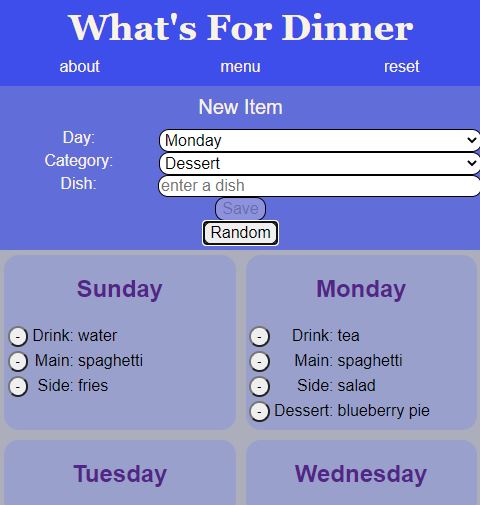 What's For Dinner
about menu reset
New Item
Day: Monday
Category: Dessert
Dish: enter a dish
Save
Random
Sunday
- Drink: water
- Main: spaghetti
- Side: fries
Monday
- Drink: tea
- Main: spaghetti
- Side: salad
- Dessert: blueberry pie
Tuesday
Wednesday